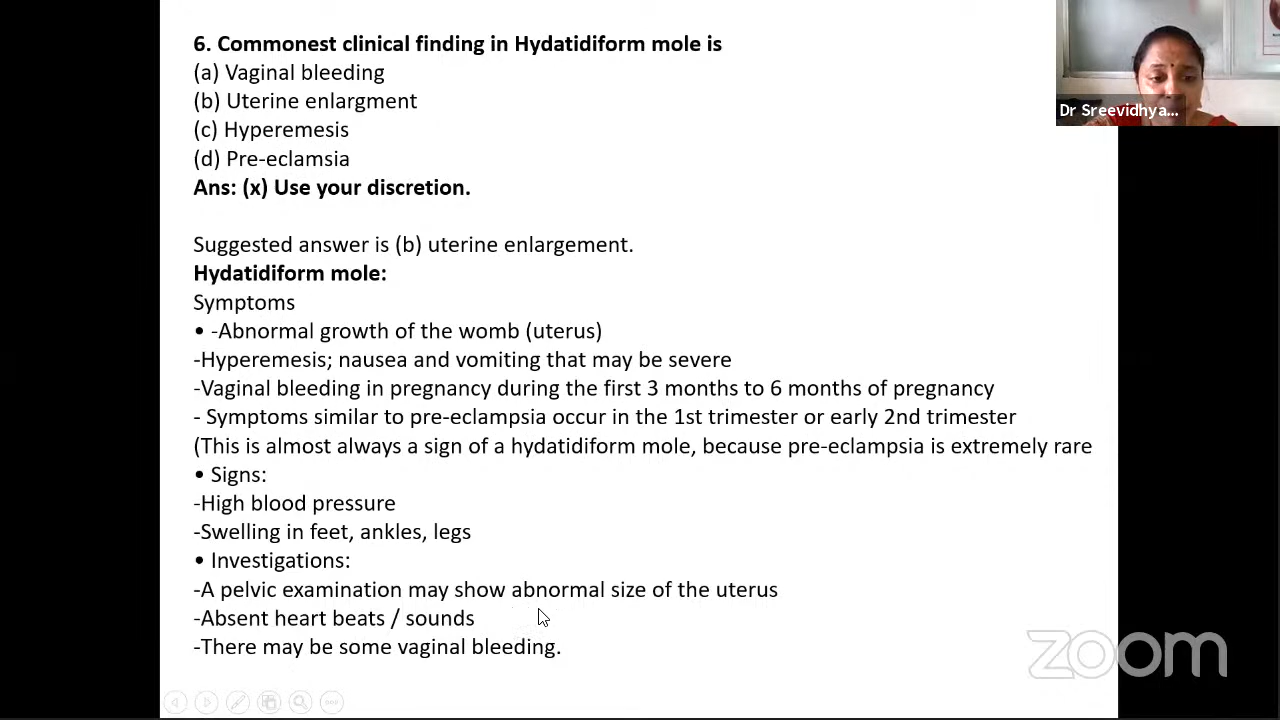 6. Commonest clinical finding in Hydatidiform mole is
(a) Vaginal bleeding
(b) Uterine enlargment
(c) Hyperemesis
(d) Pre-eclamsia
Ans: (x) Use your discretion.
Suggested answer is (b) uterine enlargement.
Hydatidiform mole:
Symptoms
• -Abnormal growth of the womb (uterus)
-Hyperemesis; nausea and vomiting that may be severe
-Vaginal bleeding in pregnancy during the first 3 months to 6 months of pregnancy
- Symptoms similar to pre-eclampsia occur in the 1st trimester or early 2nd trimester
(This is almost always a sign of a hydatidiform mole, because pre-eclampsia is extremely rare
• Signs:
-High blood pressure
-Swelling in feet, ankles, legs
• Investigations:
-A pelvic examination may show abnormal size of the uterus
-Absent heart beats / sounds
-There may be some vaginal bleeding.
Dr Sreevidhya...
zoom